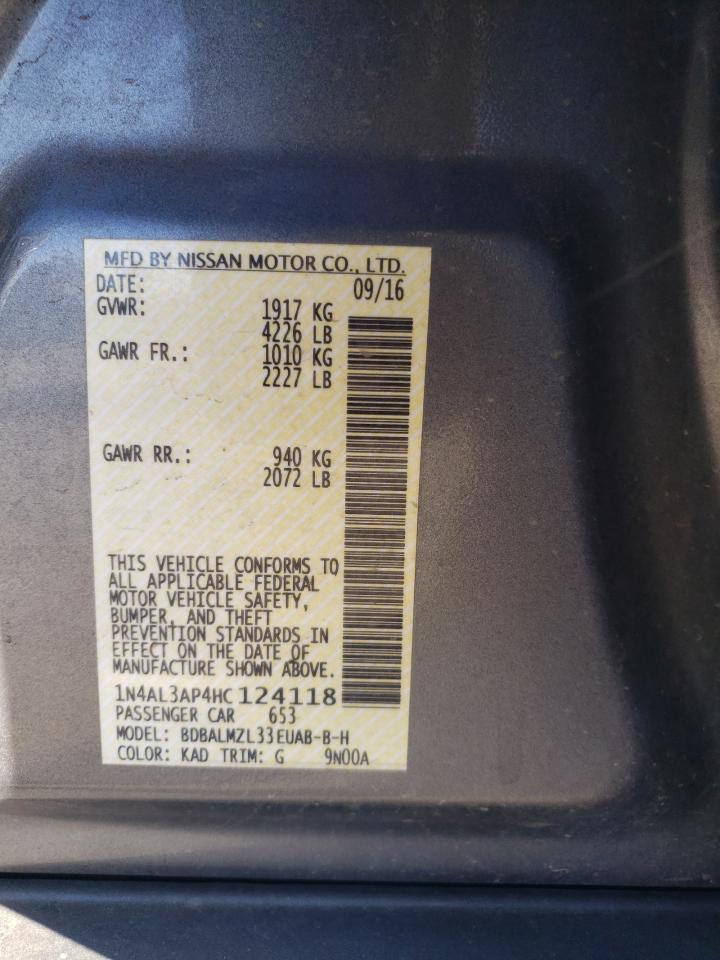 MFD BY NISSAN MOTOR CO., LTD.
DATE: 09/16
GVWR: 1917 KG
4226 LB
GAWR FR.: 1010 KG
2227 LB
GAWR RR.: 940 KG
2072 LB
THIS VEHICLE CONFORMS TO
ALL APPLICABLE FEDERAL
MOTOR VEHICLE SAFETY,
BUMPER, AND THEFT
PREVENTION STANDARDS IN
EFFECT ON THE DATE OF
MANUFACTURE SHOWN ABOVE.
1N4AL3AP4HC124118
PASSENGER CAR 653
MODEL: BDBALMZL33EUAB-B-H
COLOR: KAD TRIM: G 9N00A